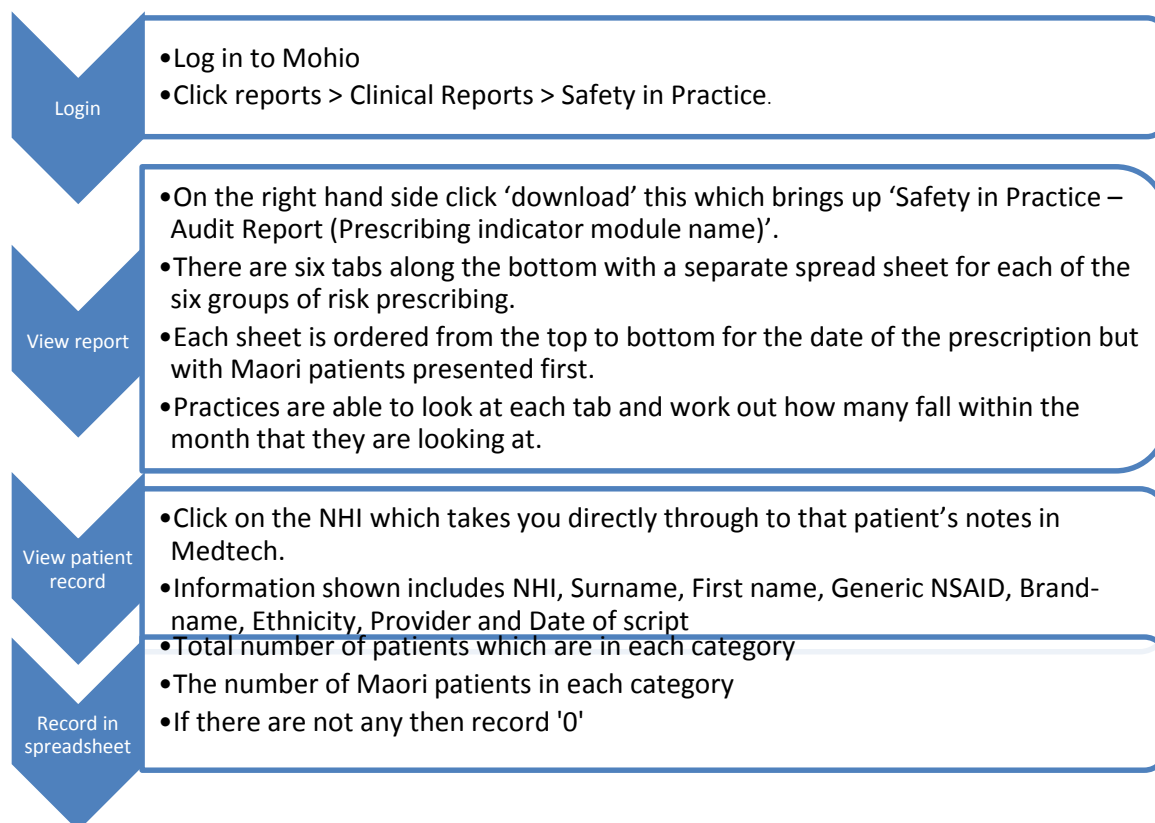 Login
•Log in to Mohio
•Click reports > Clinical Reports > Safety in Practice.
View report
•On the right hand side click ‘download’ this which brings up ‘Safety in Practice –
Audit Report (Prescribing indicator module name)’.
•There are six tabs along the bottom with a separate spread sheet for each of the
six groups of risk prescribing.
•Each sheet is ordered from the top to bottom for the date of the prescription but
with Maori patients presented first.
•Practices are able to look at each tab and work out how many fall within the
month that they are looking at.
View patient
record
•Click on the NHI which takes you directly through to that patient’s notes in
Medtech.
•Information shown includes NHI, Surname, First name, Generic NSAID, Brand-
name, Ethnicity, Provider and Date of script
Record in
spreadsheet
•Total number of patients which are in each category
•The number of Maori patients in each category
•If there are not any then record '0'